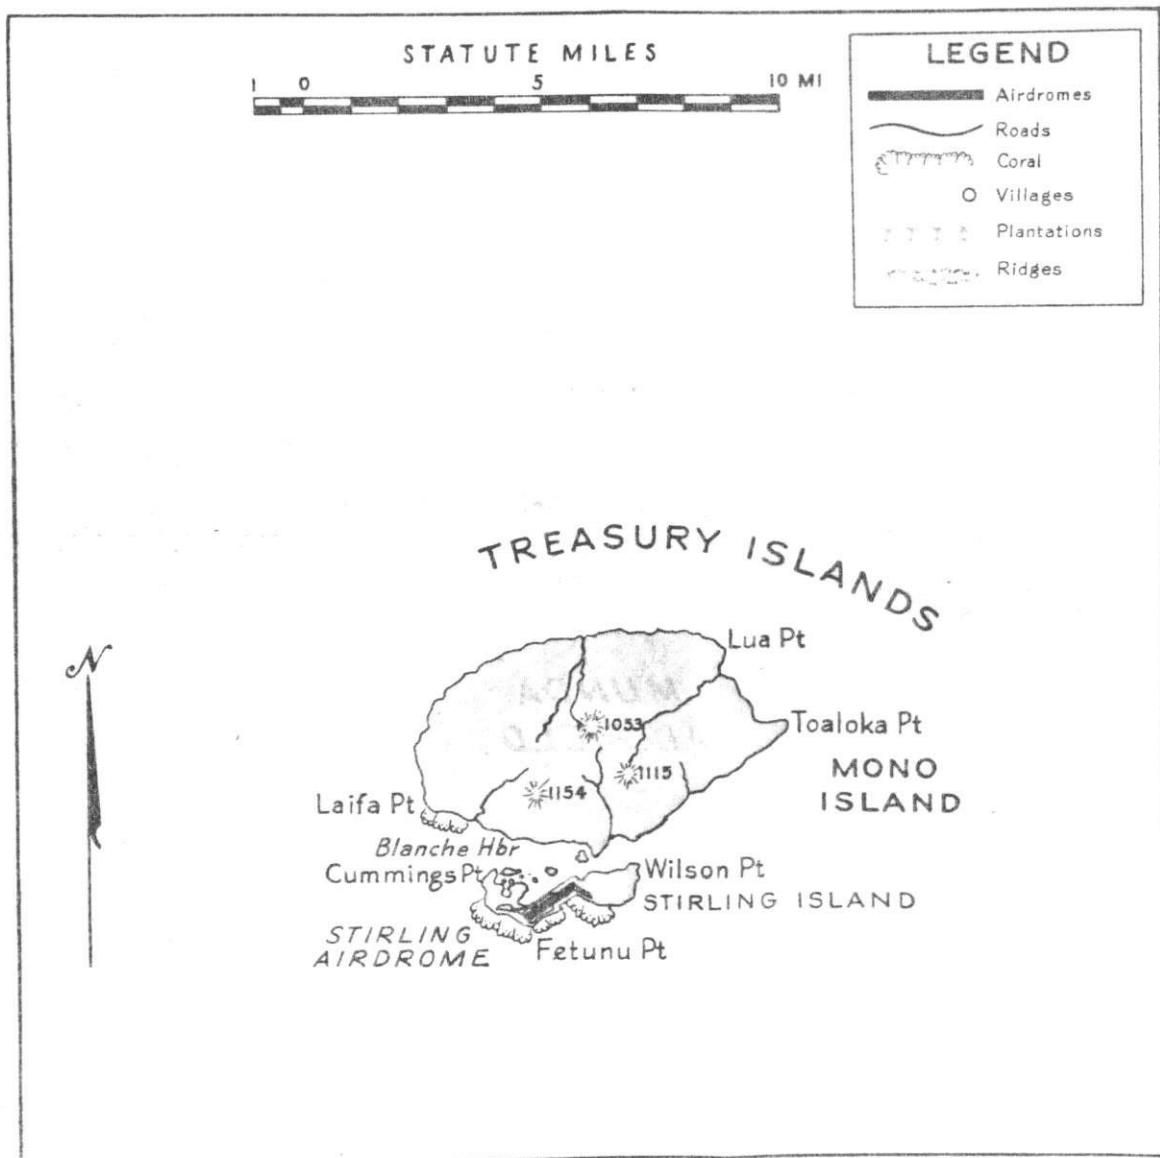 STATUTE MILES
1 0 5 10 MI
LEGEND
Airdromes
Roads
Coral
Villages
Plantations
Ridges
TREASURY ISLANDS
N
Lua Pt
1053
Toaloka Pt
1115
MONO
ISLAND
1154
Laifa Pt
Blanche Hbr
Cummings Pt
Wilson Pt
STIRLING ISLAND
STIRLING
AIRDROME
Fetunu Pt